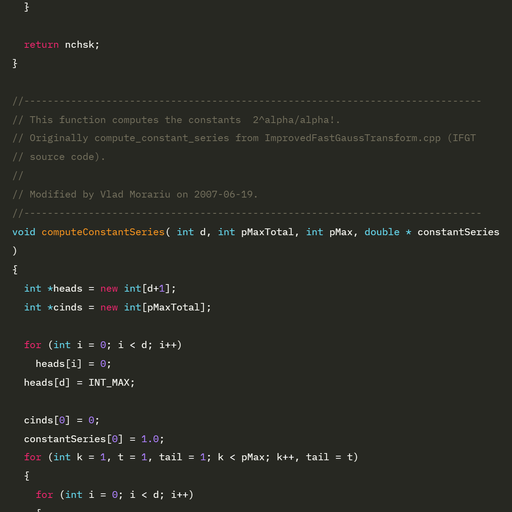 }
return nchsk;
}
//------------------------------------------------------------------------------
// This function computes the constants  2^alpha/alpha!.
// Originally compute_constant_series from ImprovedFastGaussTransform.cpp (IFGT
// source code).
//
// Modified by Vlad Morariu on 2007-06-19.
//------------------------------------------------------------------------------
void computeConstantSeries( int d, int pMaxTotal, int pMax, double * constantSeries
)
{
  int *heads = new int[d+1];
  int *cinds = new int[pMaxTotal];
  for (int i = 0; i < d; i++)
    heads[i] = 0;
  heads[d] = INT_MAX;
  cinds[0] = 0;
  constantSeries[0] = 1.0;
  for (int k = 1, t = 1, tail = 1; k < pMax; k++, tail = t)
  {
    for (int i = 0; i < d; i++)